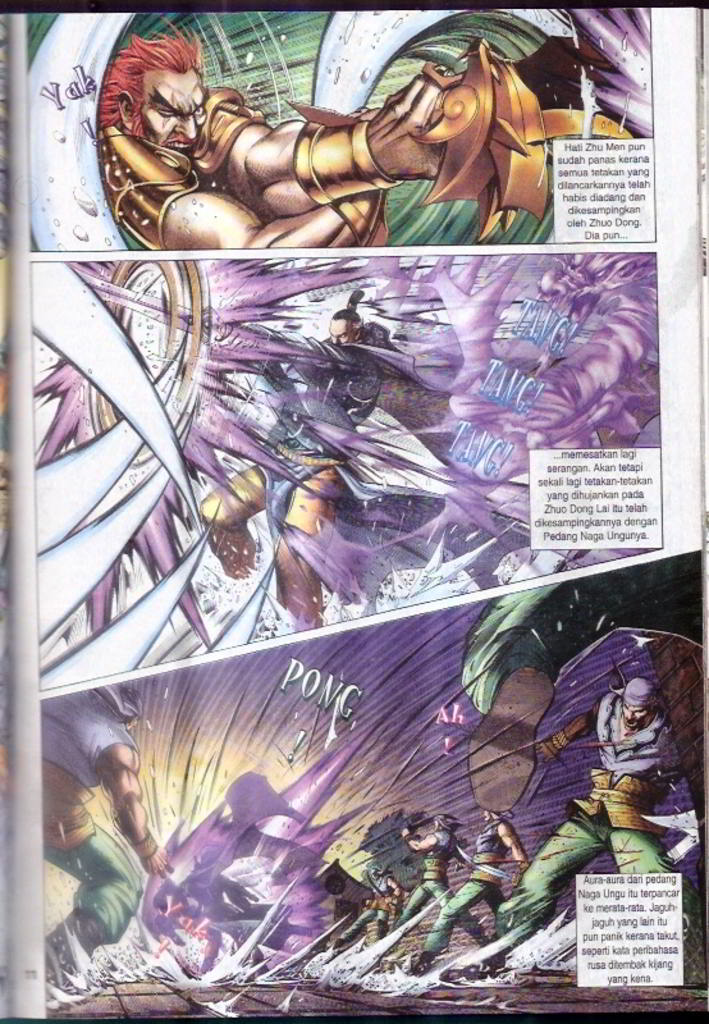 Yak
!
Hati Zhu Men pun
sudah panas kerana
semua tetakan yang
dilancarkannya telah
habis diadang dan
dikesampingkan
oleh Zhuo Dong.
Dia pun...
TANG!
TANG!
TANG!
...memesatkan lagi
serangan. Akan tetapi
sekali lagi tetakan-tetakan
yang dihujankan pada
Zhuo Dong Lai itu telah
dikesampingkannya dengan
Pedang Naga Ungunya.
PONG
!
Ah
!
Yak
!
Aura-aura dari pedang
Naga Ungu itu terpancar
ke merata-rata. Jaguh-
jaguh yang lain itu
pun panik kerana takut,
seperti kata peribahasa
rusa ditembak kijang
yang kena.